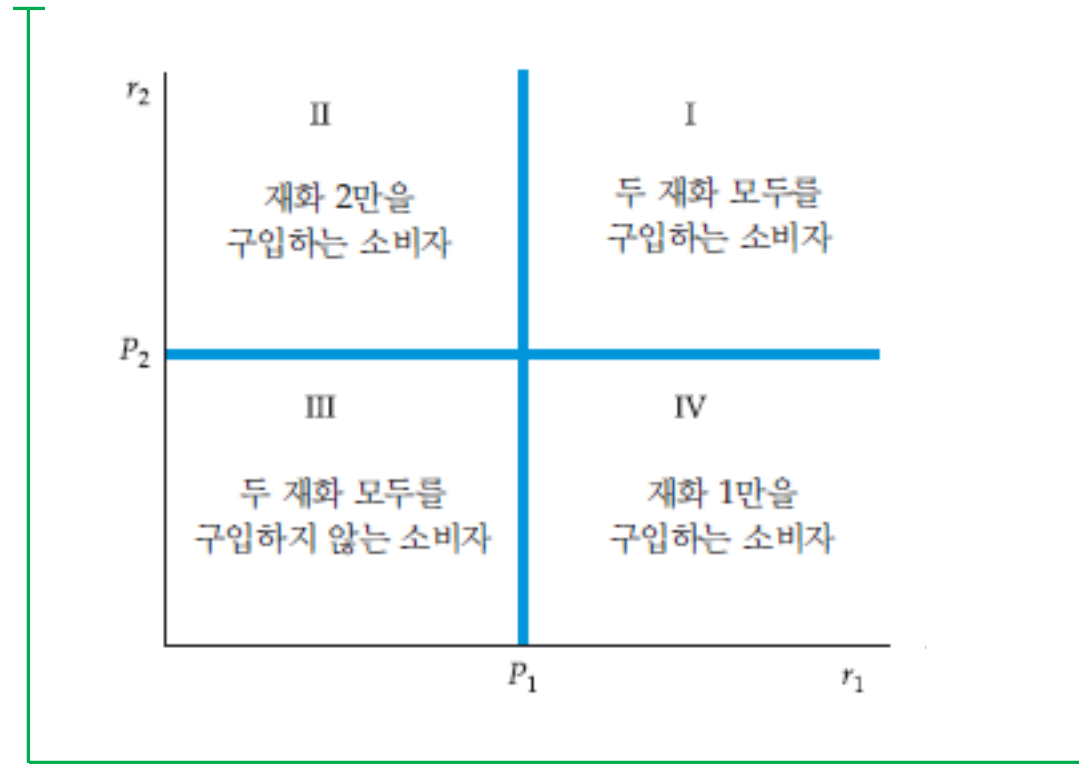 r₂
II
재화 2만을
구입하는 소비자
I
두 재화 모두를
구입하는 소비자
P₂
III
두 재화 모두를
구입하지 않는 소비자
IV
재화 1만을
구입하는 소비자
P₁
r₁